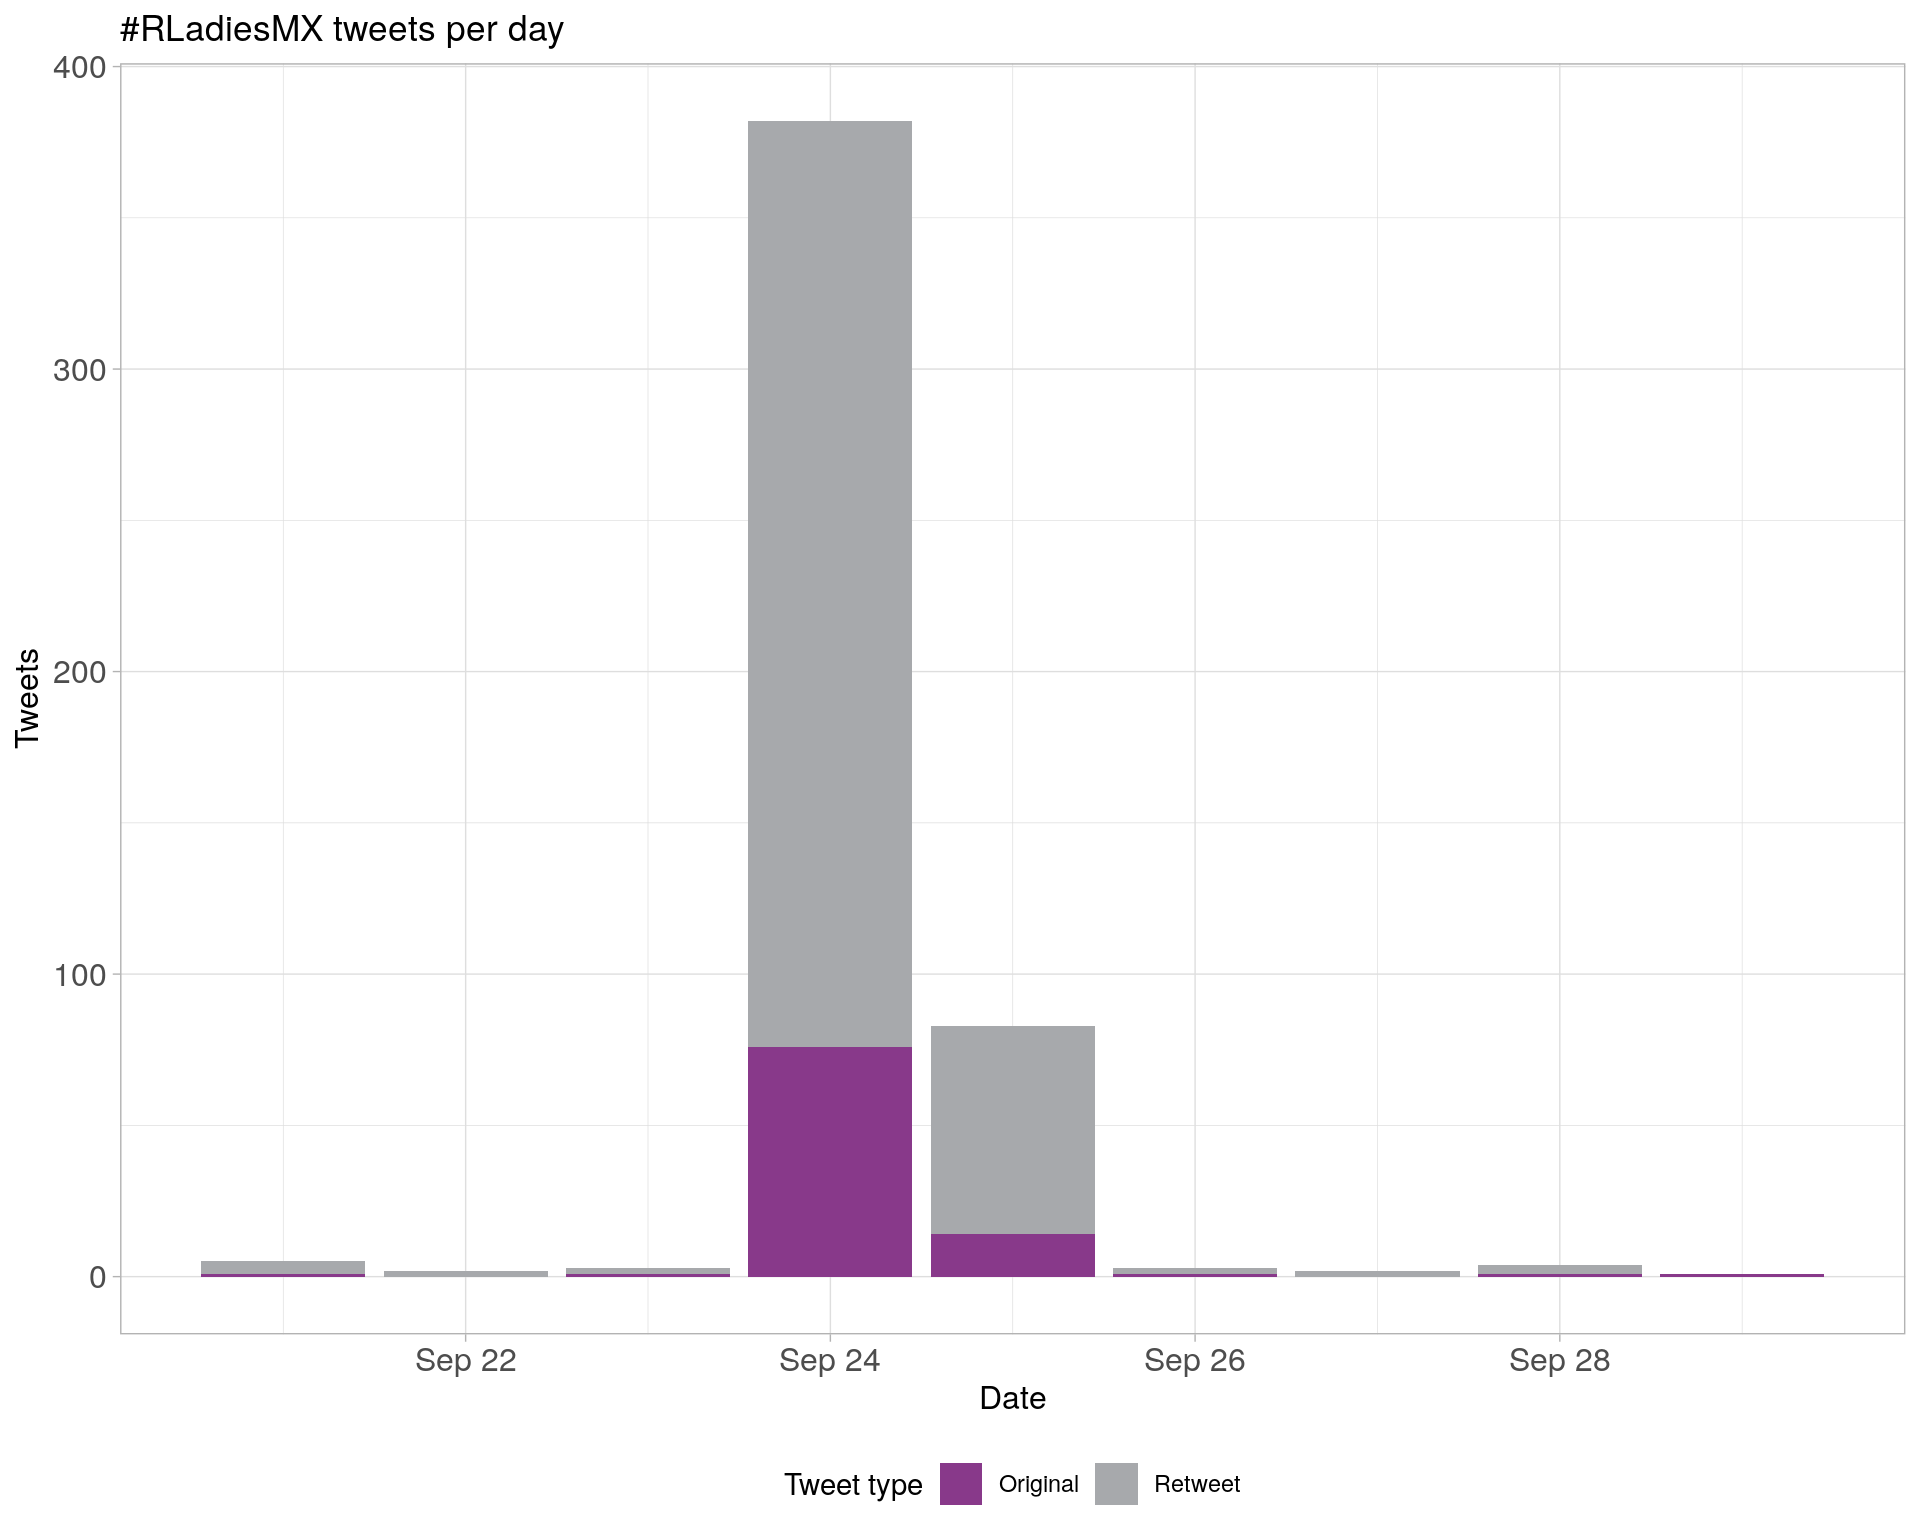 #RLadiesMX tweets per day
400
300
200
100
0
Tweets
Sep 22 Sep 24 Sep 26 Sep 28
Date
Tweet type Original Retweet